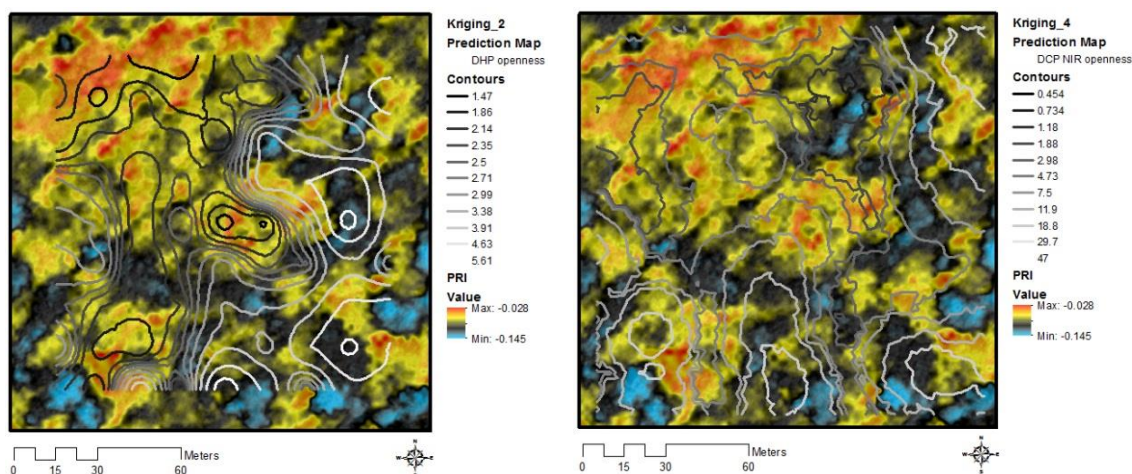 Kriging_2
Prediction Map
DHP openness
Contours
1.47
1.86
2.14
2.35
2.5
2.71
2.99
3.38
3.91
4.63
5.61
PRI
Value
Max: -0.028
Min: -0.145
Meters
0 15 30 60
N
W E
S
Kriging_4
Prediction Map
DCP NIR openness
Contours
0.454
0.734
1.18
1.88
2.98
4.73
7.5
11.9
18.8
29.7
47
PRI
Value
Max: -0.028
Min: -0.145
Meters
0 15 30 60
N
W E
S